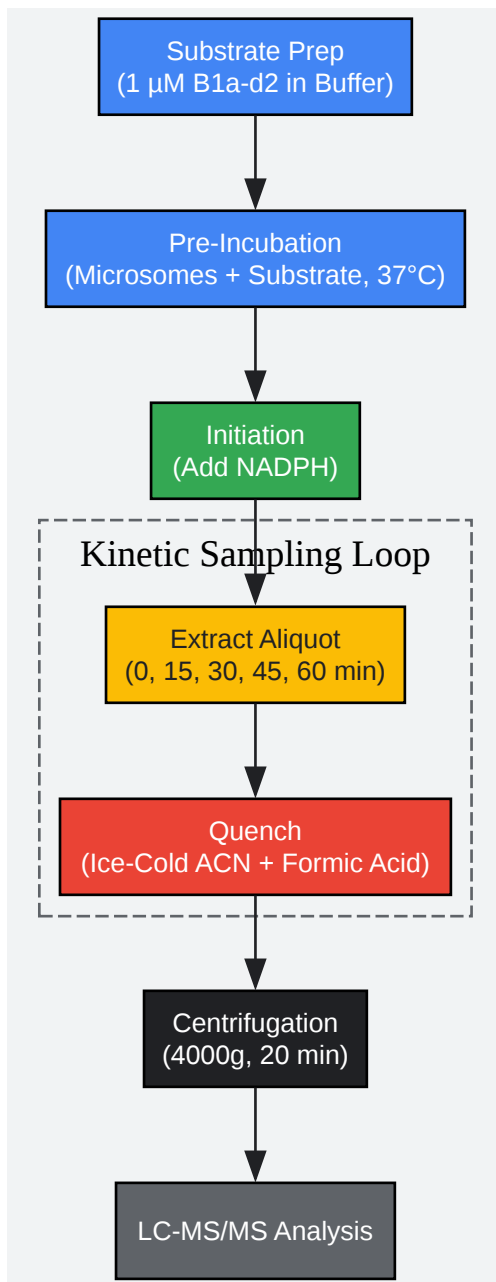 Substrate Prep
(1 µM B1a-d2 in Buffer)
Pre-Incubation
(Microsomes + Substrate, 37°C)
Initiation
(Add NADPH)
Kinetic Sampling Loop
Extract Aliquot
(0, 15, 30, 45, 60 min)
Quench
(Ice-Cold ACN + Formic Acid)
Centrifugation
(4000g, 20 min)
LC-MS/MS Analysis